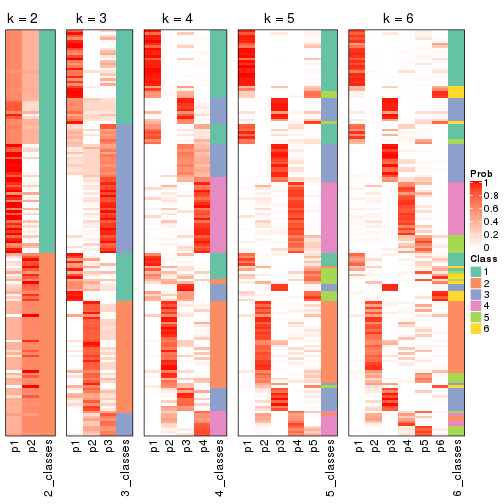 k = 2
k = 3
k = 4
k = 5
k = 6
Prob
1
0.8
0.6
0.4
0.2
0
Class
1
2
3
4
5
6
p1
p2
2_classes
p1
p2
p3
3_classes
p1
p2
p3
p4
4_classes
p1
p2
p3
p4
p5
5_classes
p1
p2
p3
p4
p5
p6
6_classes